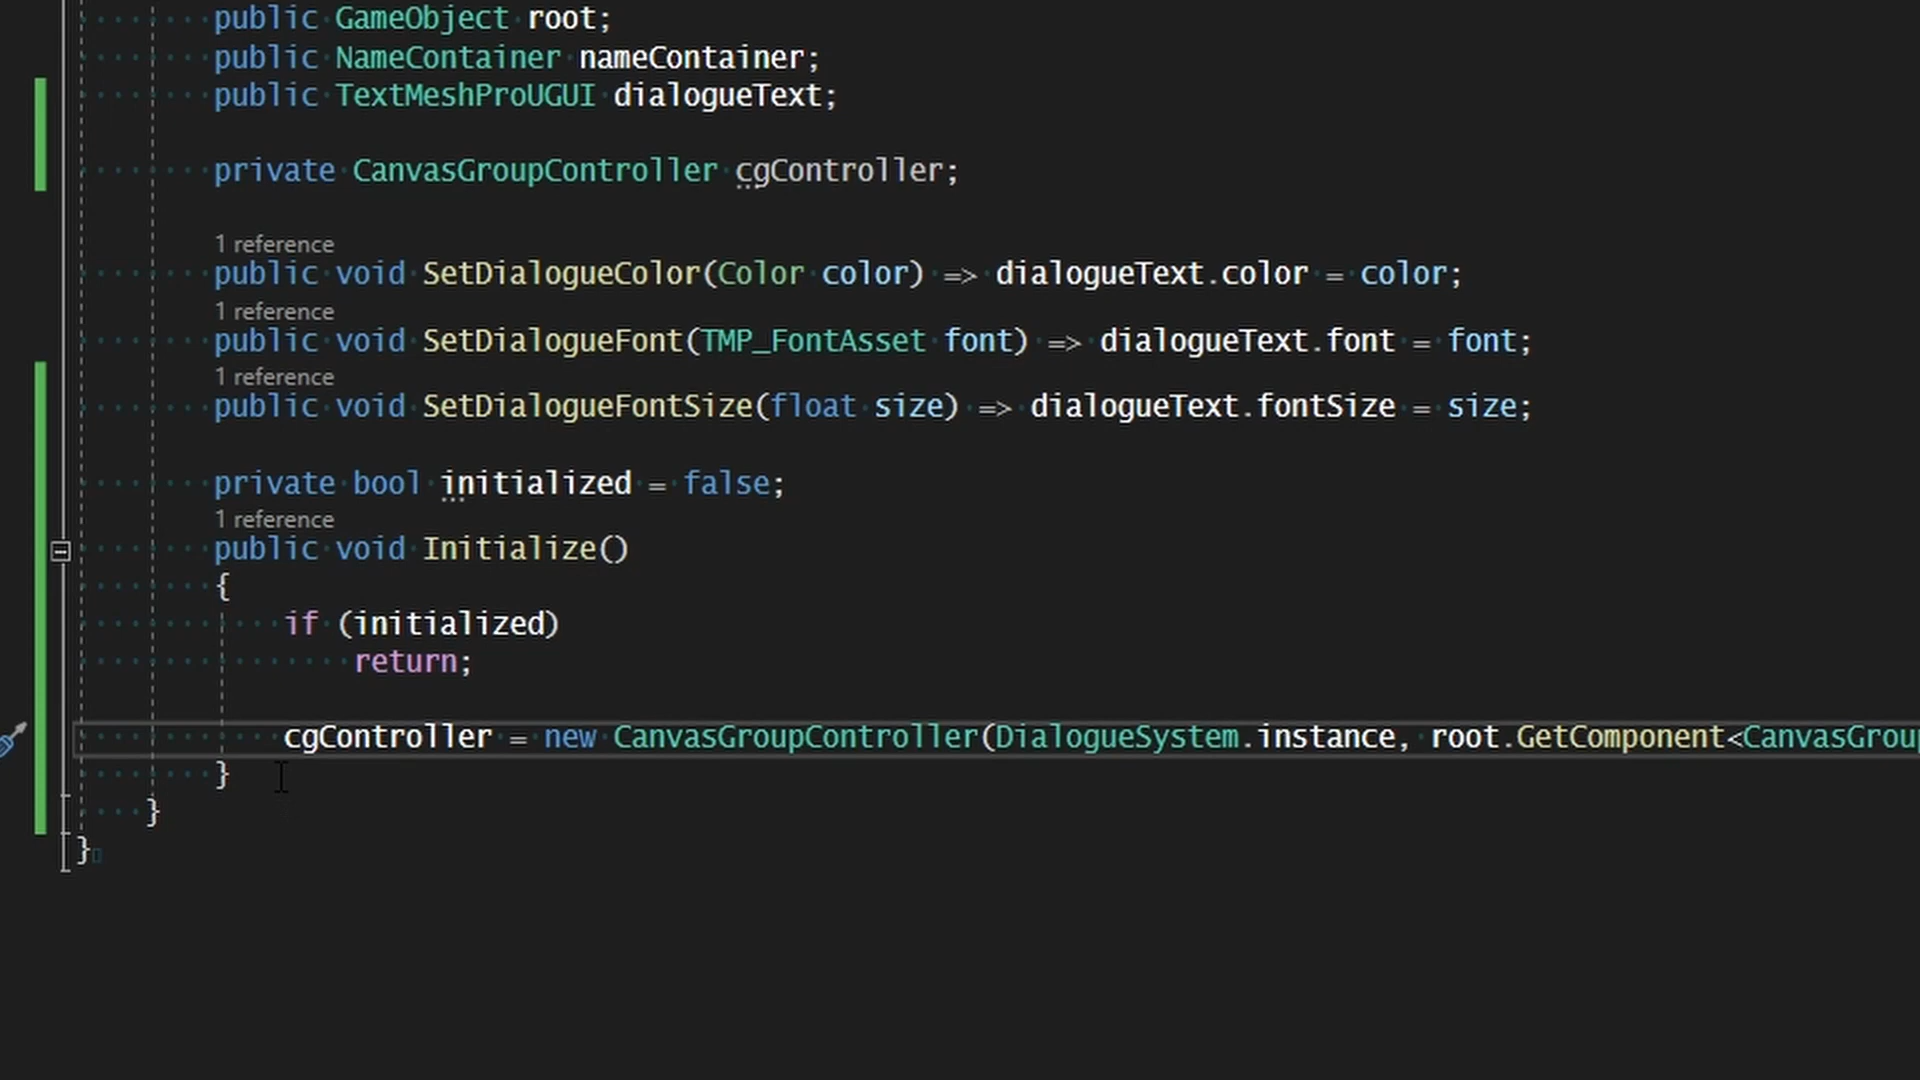 public GameObject root;
public NameContainer nameContainer;
public TextMeshProUGUI dialogueText;
private CanvasGroupController cgController;
1 reference
public void SetDialogueColor(Color color) => dialogueText.color = color;
1 reference
public void SetDialogueFont(TMP_FontAsset font) => dialogueText.font = font;
1 reference
public void SetDialogueFontSize(float size) => dialogueText.fontSize = size;
private bool initialized = false;
1 reference
public void Initialize()
{
if (initialized)
return;
cgController = new CanvasGroupController(DialogueSystem.instance, root.GetComponent<CanvasGroup
}
}
}